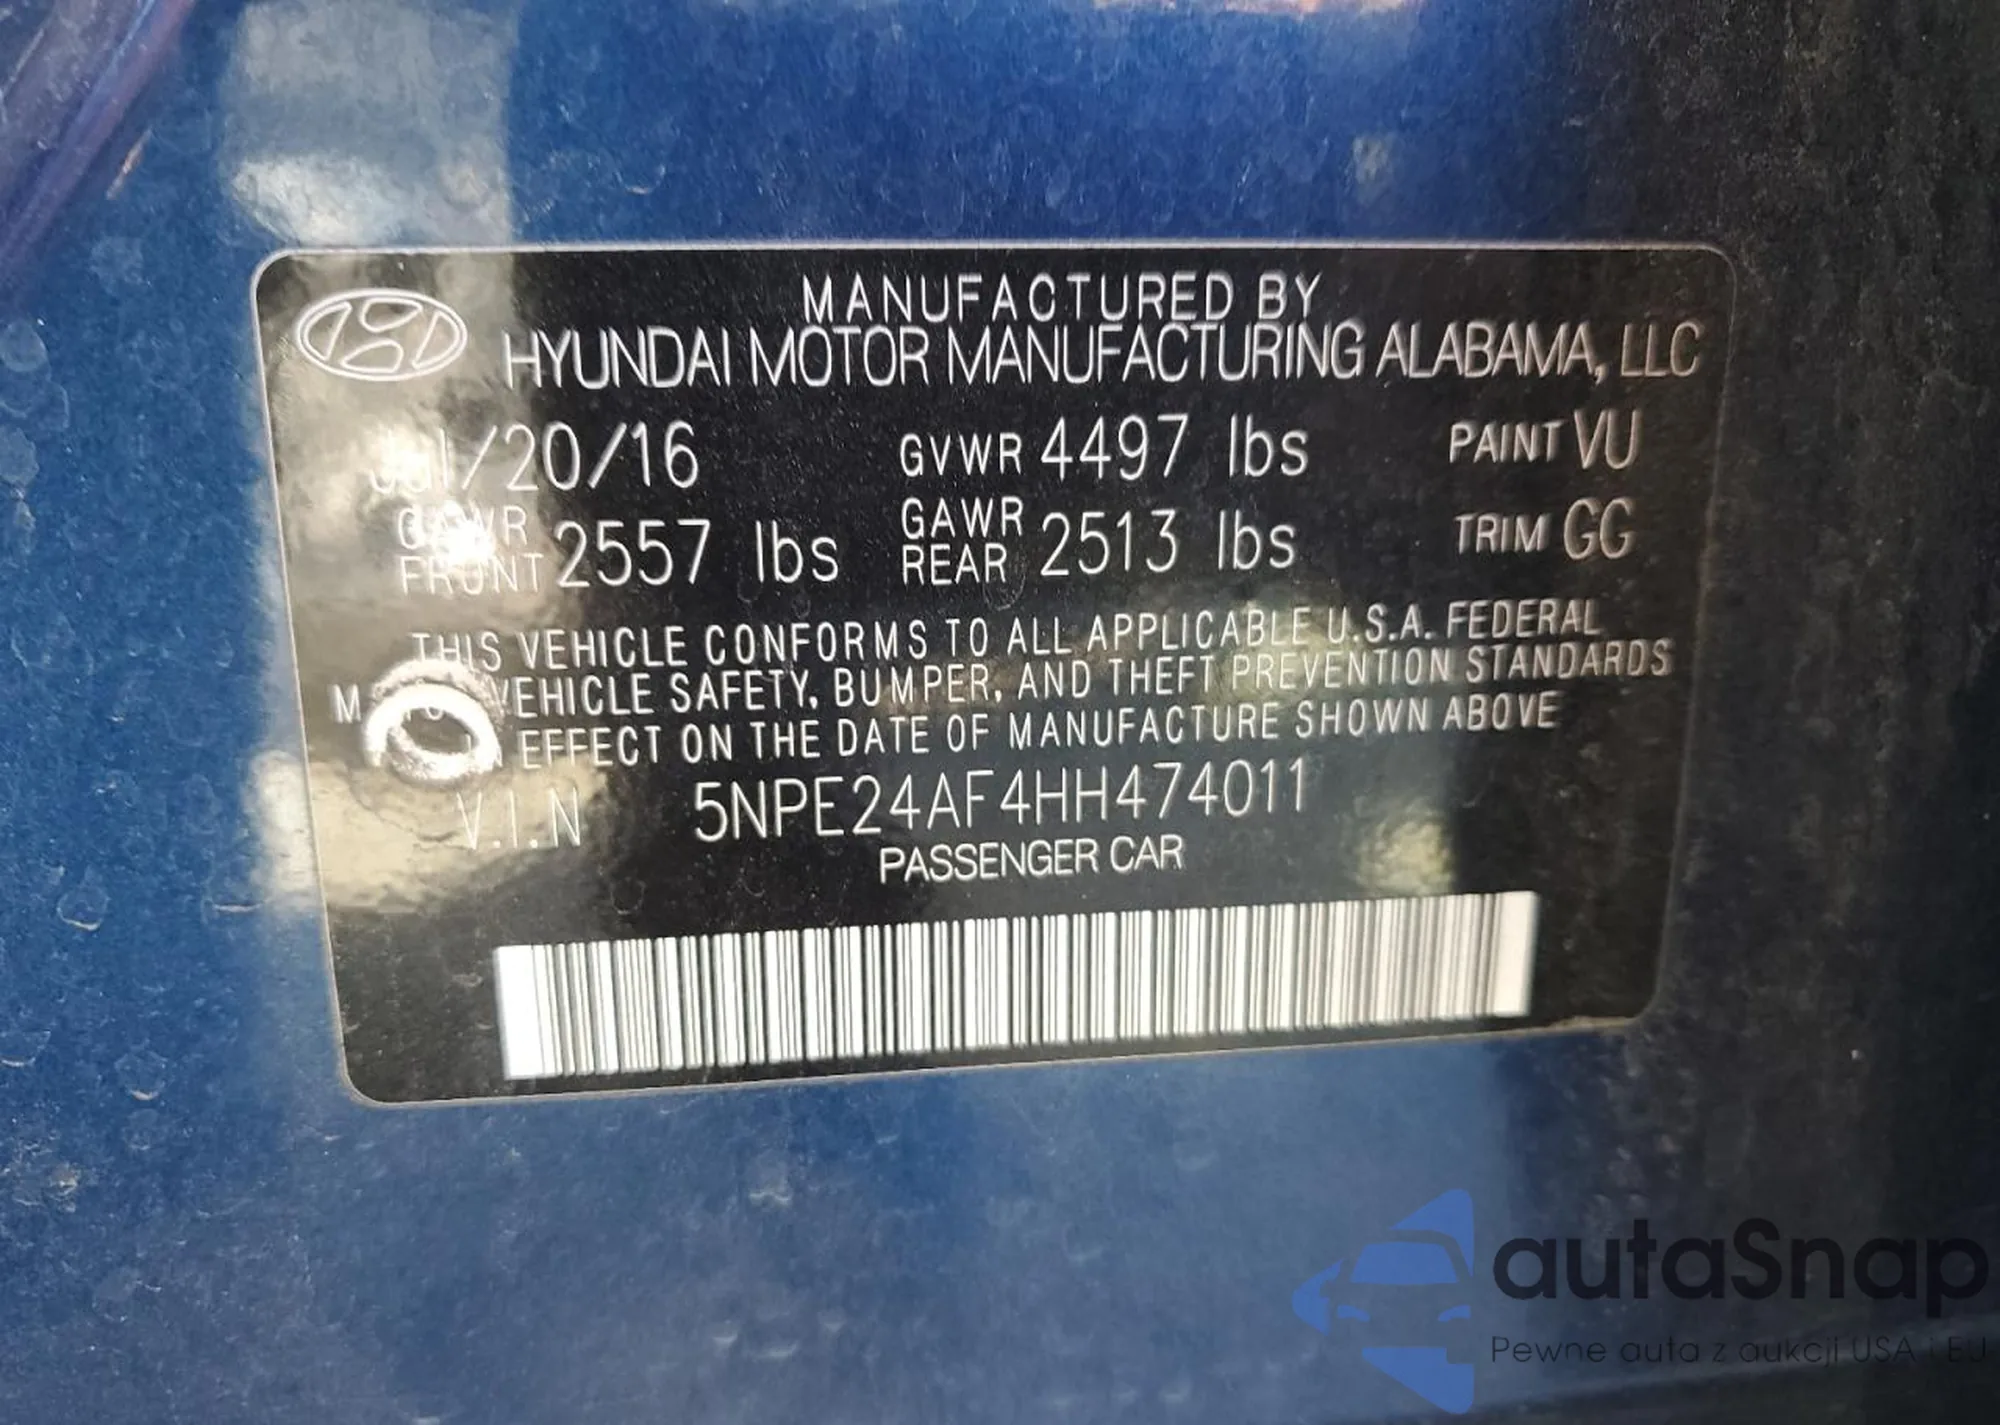 MANUFACTURED BY
HYUNDAI MOTOR MANUFACTURING ALABAMA, LLC
Jul/20/16 GVWR 4497 lbs PAINT VU
GAWR FRONT 2557 lbs GAWR REAR 2513 lbs TRIM GG
THIS VEHICLE CONFORMS TO ALL APPLICABLE U.S.A. FEDERAL
VEHICLE SAFETY, BUMPER, AND THEFT PREVENTION STANDARDS
EFFECT ON THE DATE OF MANUFACTURE SHOWN ABOVE
V.I.N 5NPE24AF4HH474011
PASSENGER CAR
autaSnap
Pewne auta z aukcji USA i EU